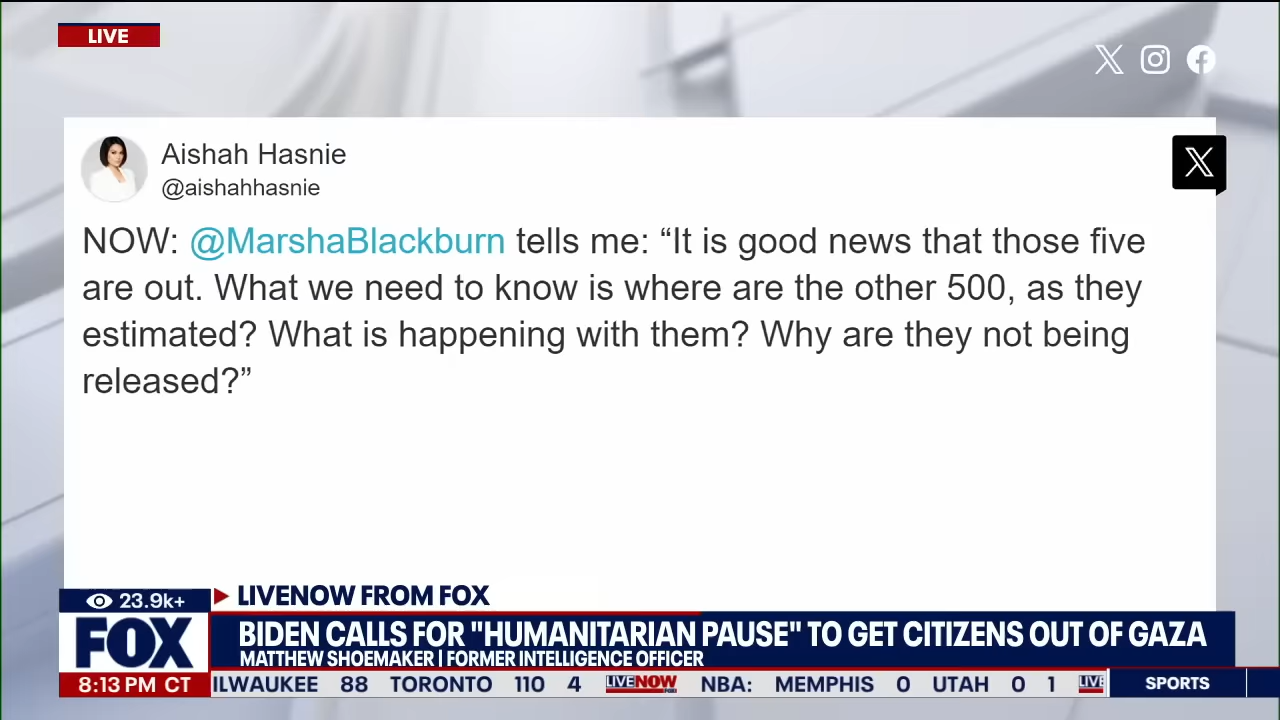 LIVE
Aishah Hasnie
@aishahhasnie
NOW: @MarshaBlackburn tells me: “It is good news that those five
are out. What we need to know is where are the other 500, as they
estimated? What is happening with them? Why are they not being
released?”
23.9k+
LIVENOW FROM FOX
FOX
BIDEN CALLS FOR "HUMANITARIAN PAUSE" TO GET CITIZENS OUT OF GAZA
MATTHEW SHOEMAKER | FORMER INTELLIGENCE OFFICER
8:13 PM CT
ILWAUKEE 88 TORONTO 110 4 LIVENOW FOX NBA: MEMPHIS 0 UTAH 0 1 LIVE SPORTS